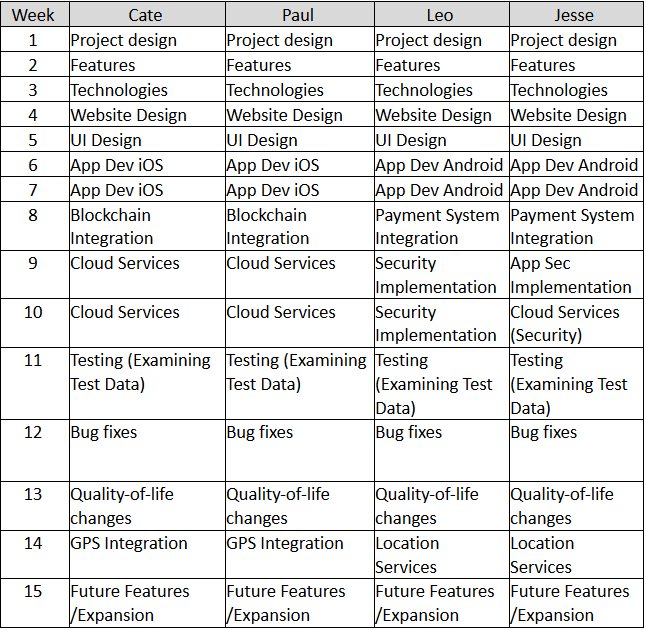 Week Cate Paul Leo Jesse
1 Project design Project design Project design Project design
2 Features Features Features Features
3 Technologies Technologies Technologies Technologies
4 Website Design Website Design Website Design Website Design
5 UI Design UI Design UI Design UI Design
6 App Dev iOS App Dev iOS App Dev Android App Dev Android
7 App Dev iOS App Dev iOS App Dev Android App Dev Android
8 Blockchain Blockchain Payment System Payment System
Integration Integration Integration Integration
9 Cloud Services Cloud Services Security App Sec
Implementation Implementation
10 Cloud Services Cloud Services Security Cloud Services
Implementation (Security)
11 Testing (Examining Testing (Examining Testing Testing
Test Data) Test Data) (Examining Test (Examining Test
Data) Data)
12 Bug fixes Bug fixes Bug fixes Bug fixes
13 Quality-of-life Quality-of-life Quality-of-life Quality-of-life
changes changes changes changes
14 GPS Integration GPS Integration Location Location
Services Services
15 Future Features Future Features Future Features Future Features
/Expansion /Expansion /Expansion /Expansion